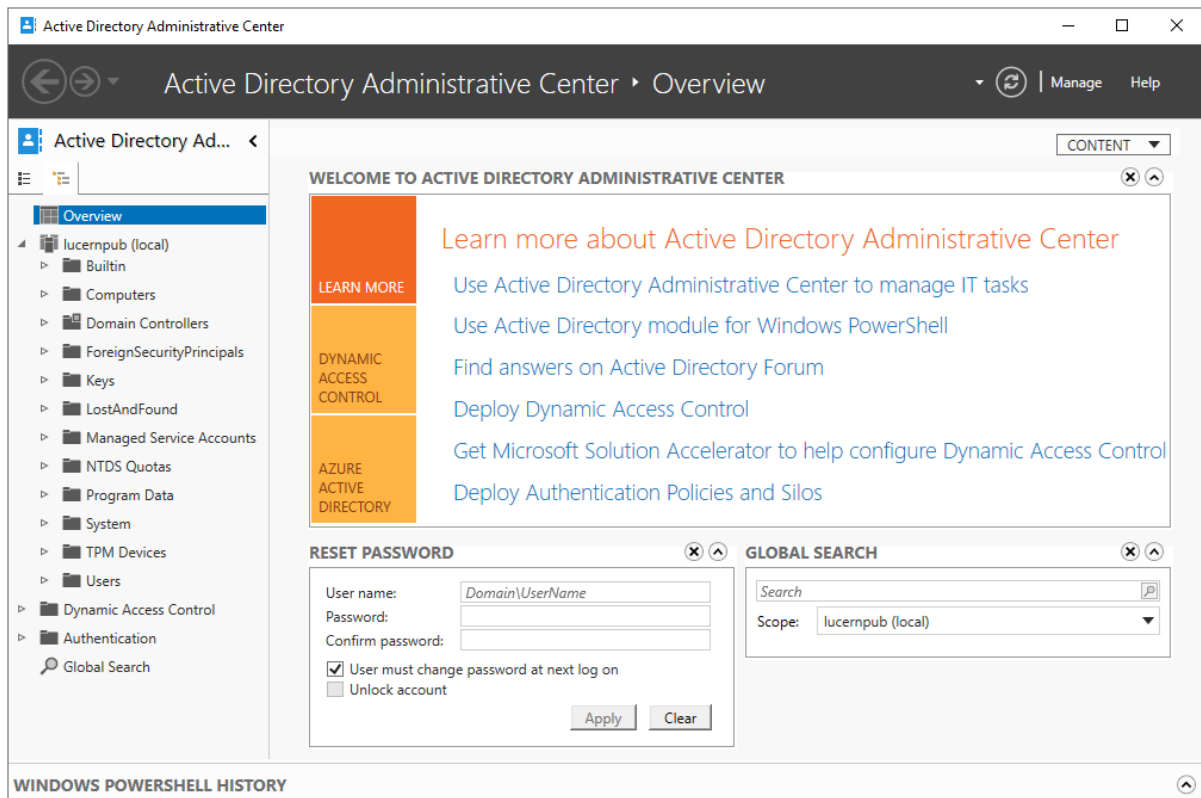 Active Directory Administrative Center
Active Directory Administrative Center ‣ Overview
Manage
Help
Active Directory Ad...
CONTENT
Overview
lucernpub (local)
Builtin
Computers
Domain Controllers
ForeignSecurityPrincipals
Keys
LostAndFound
Managed Service Accounts
NTDS Quotas
Program Data
System
TPM Devices
Users
Dynamic Access Control
Authentication
Global Search
WELCOME TO ACTIVE DIRECTORY ADMINISTRATIVE CENTER
LEARN MORE
DYNAMIC
ACCESS
CONTROL
AZURE
ACTIVE
DIRECTORY
Learn more about Active Directory Administrative Center
Use Active Directory Administrative Center to manage IT tasks
Use Active Directory module for Windows PowerShell
Find answers on Active Directory Forum
Deploy Dynamic Access Control
Get Microsoft Solution Accelerator to help configure Dynamic Access Control
Deploy Authentication Policies and Silos
RESET PASSWORD
User name:
Domain\UserName
Password:
Confirm password:
User must change password at next log on
Unlock account
Apply
Clear
GLOBAL SEARCH
Search
Scope:
lucernpub (local)
WINDOWS POWERSHELL HISTORY